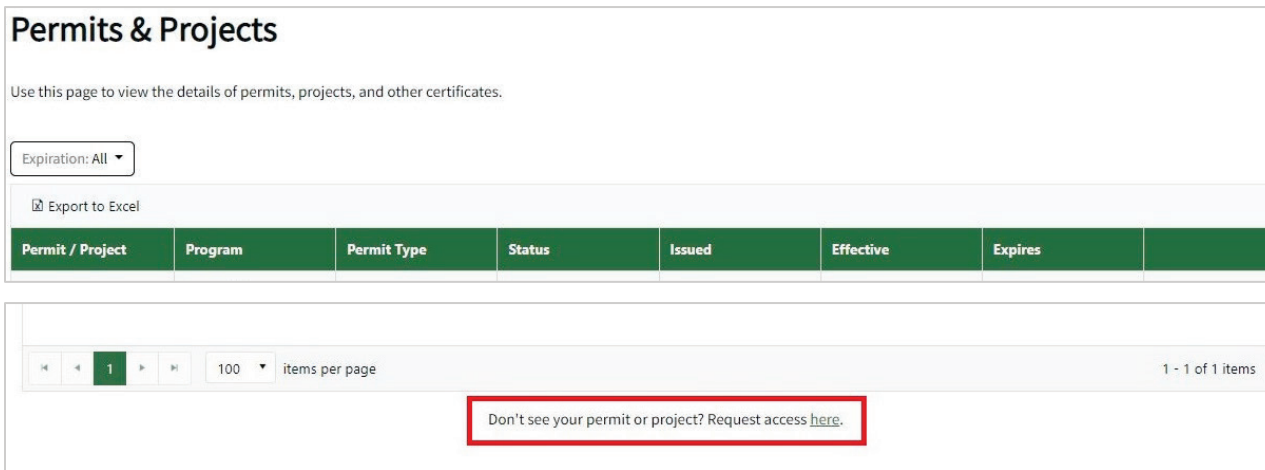 Permits & Projects
Use this page to view the details of permits, projects, and other certificates.
Expiration: All
Export to Excel
Permit / Project Program Permit Type Status Issued Effective Expires
1 100 items per page 1 - 1 of 1 items
Don't see your permit or project? Request access here.